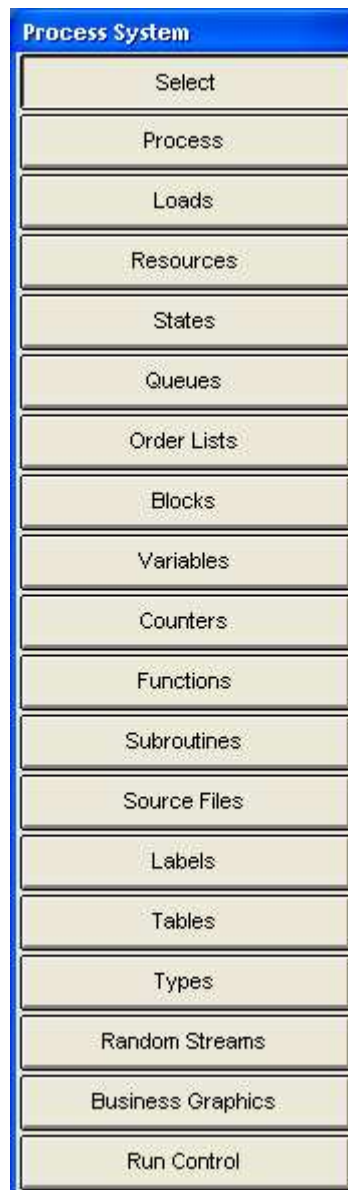 Process System
Select
Process
Loads
Resources
States
Queues
Order Lists
Blocks
Variables
Counters
Functions
Subroutines
Source Files
Labels
Tables
Types
Random Streams
Business Graphics
Run Control